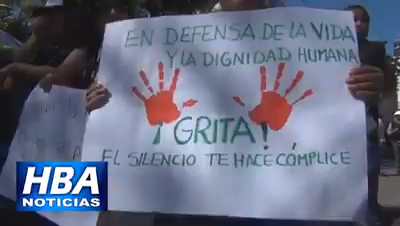 EN DEFENSA DE LA VIDA
Y LA DIGNIDAD HUMANA
¡GRITA!
EL SILENCIO TE HACE CÓMPLICE
HBA
NOTICIAS